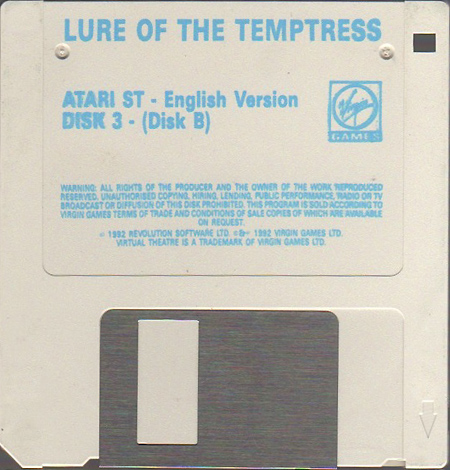 LURE OF THE TEMPTRESS
ATARI ST - English Version
DISK 3 - (Disk B)
Virgin
GAMES
WARNING: ALL RIGHTS OF THE PRODUCER AND THE OWNER OF THE WORK REPRODUCED
RESERVED. UNAUTHORISED COPYING, HIRING, LENDING, PUBLIC PERFORMANCE, RADIO OR TV
BROADCAST OR DIFFUSION OF THIS DISK PROHIBITED. THIS PROGRAM IS SOLD ACCORDING TO
VIRGIN GAMES TERMS OF TRADE AND CONDITIONS OF SALE COPIES OF WHICH ARE AVAILABLE
ON REQUEST.
© 1992 REVOLUTION SOFTWARE LTD. © & ℗ 1992 VIRGIN GAMES LTD.
VIRTUAL THEATRE IS A TRADEMARK OF VIRGIN GAMES LTD.